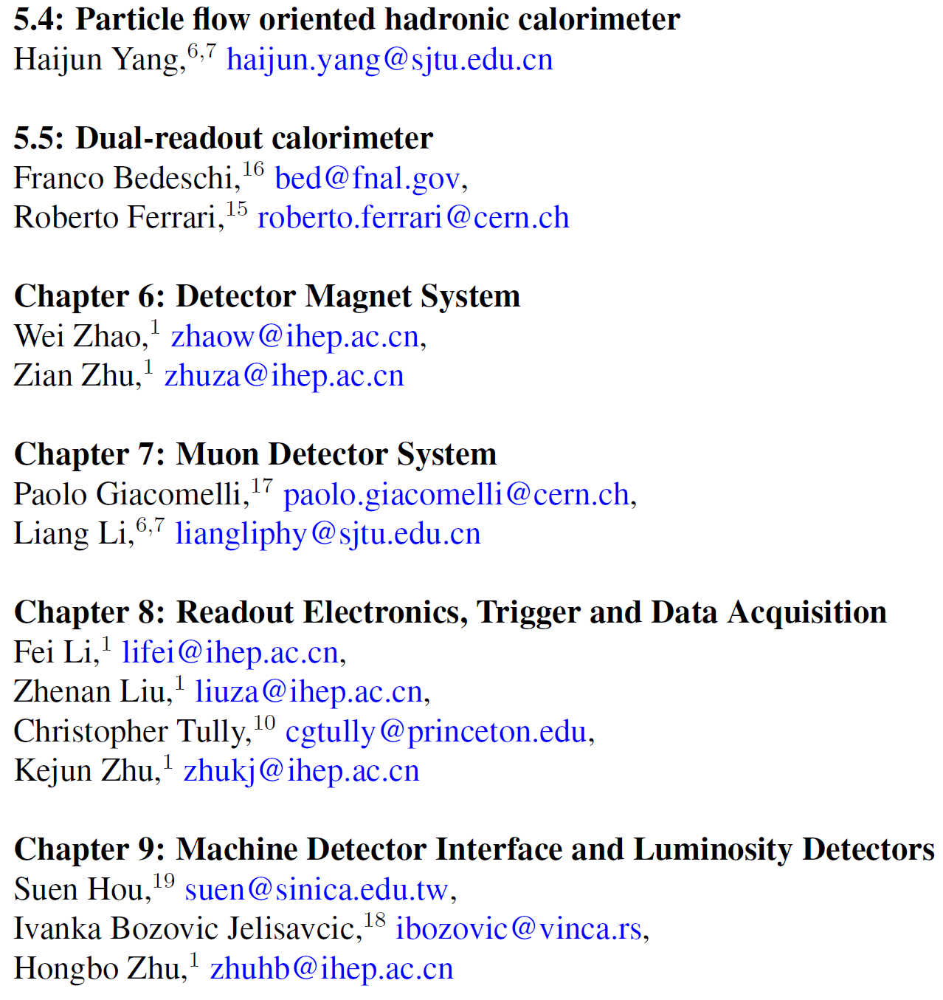 5.4: Particle flow oriented hadronic calorimeter
Haijun Yang,6,7 haijun.yang@sjtu.edu.cn
5.5: Dual-readout calorimeter
Franco Bedeschi,16 bed@fnal.gov,
Roberto Ferrari,15 roberto.ferrari@cern.ch
Chapter 6: Detector Magnet System
Wei Zhao,1 zhaow@ihep.ac.cn,
Zian Zhu,1 zhuza@ihep.ac.cn
Chapter 7: Muon Detector System
Paolo Giacomelli,17 paolo.giacomelli@cern.ch,
Liang Li,6,7 liangliphy@sjtu.edu.cn
Chapter 8: Readout Electronics, Trigger and Data Acquisition
Fei Li,1 lifei@ihep.ac.cn,
Zhenan Liu,1 liuza@ihep.ac.cn,
Christopher Tully,10 cgtully@princeton.edu,
Kejun Zhu,1 zhukj@ihep.ac.cn
Chapter 9: Machine Detector Interface and Luminosity Detectors
Suen Hou,19 suen@sinica.edu.tw,
Ivanka Bozovic Jelisavcic,18 ibozovic@vinca.rs,
Hongbo Zhu,1 zhuhb@ihep.ac.cn